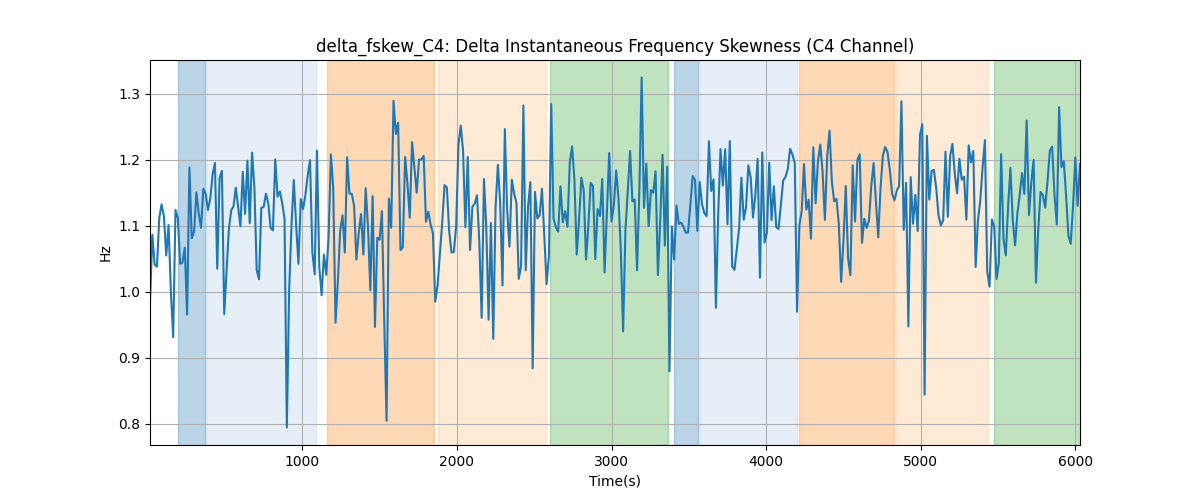 delta_fskew_C4: Delta Instantaneous Frequency Skewness (C4 Channel)
Hz
1.3
1.2
1.1
1.0
0.9
0.8
1000 2000 3000 4000 5000 6000
Time(s)